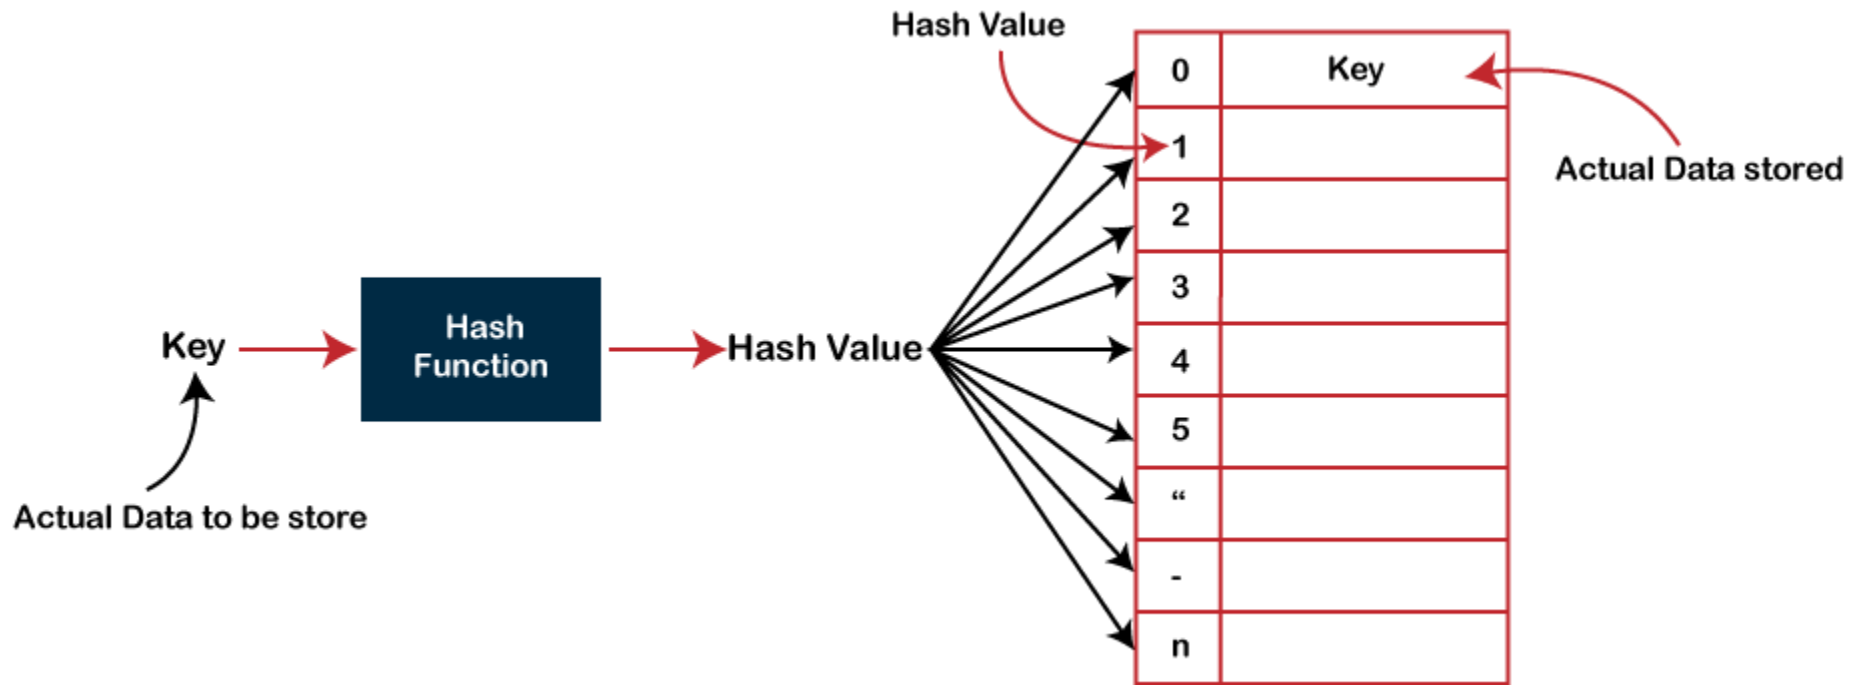 Hash Value
0 Key
1
Actual Data stored
2
3
Hash
Function
Key
Hash Value
4
5
“
Actual Data to be store
-
n